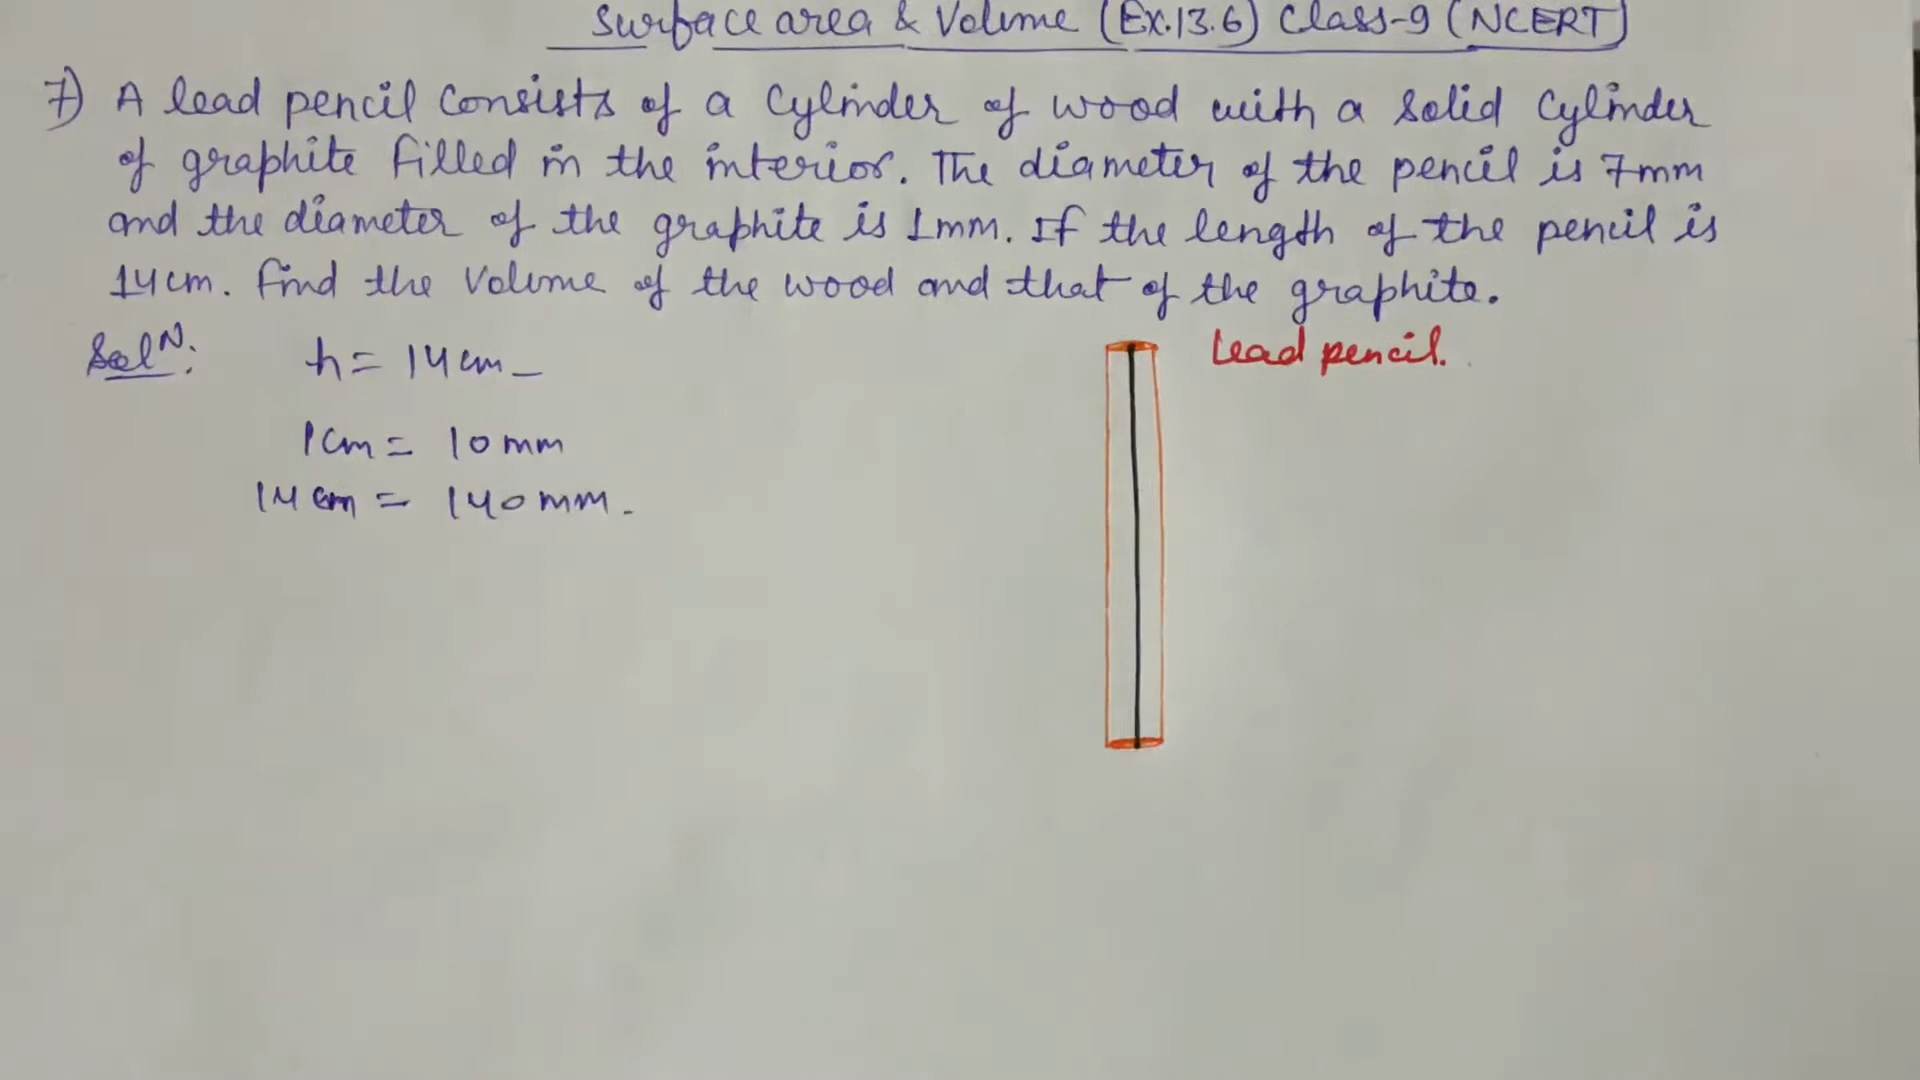 Surface area & Volume (Ex.13.6) Class-9 (NCERT)
7) A lead pencil consists of a cylinder of wood with a solid cylinder
of graphite filled in the interior. The diameter of the pencil is 7mm
and the diameter of the graphite is 1mm. If the length of the pencil is
14cm. Find the Volume of the wood and that of the graphite.
Solᴺ: h = 14cm
Lead pencil.
1cm = 10mm
14cm = 140mm.